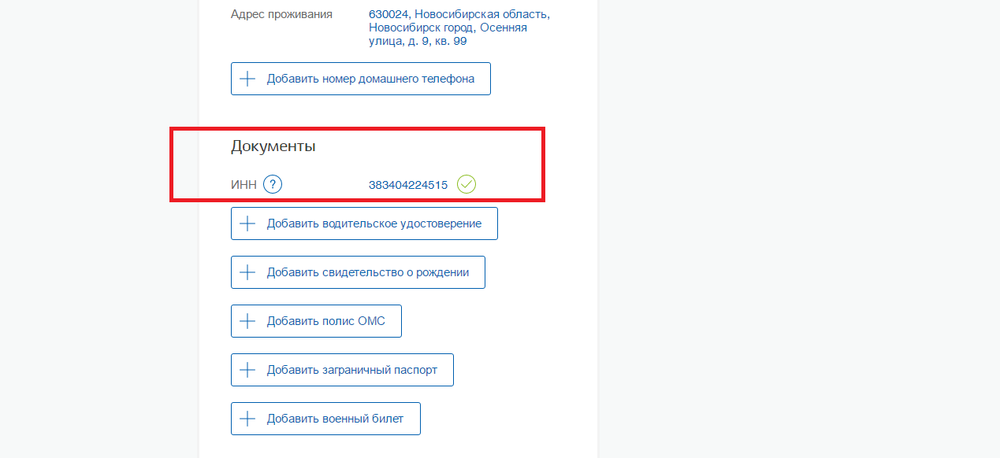 Адрес проживания
630024, Новосибирская область,
Новосибирск город, Осенняя
улица, д. 9, кв. 99
Добавить номер домашнего телефона
Документы
ИНН ? 383404224515
Добавить водительское удостоверение
Добавить свидетельство о рождении
Добавить полис ОМС
Добавить заграничный паспорт
Добавить военный билет